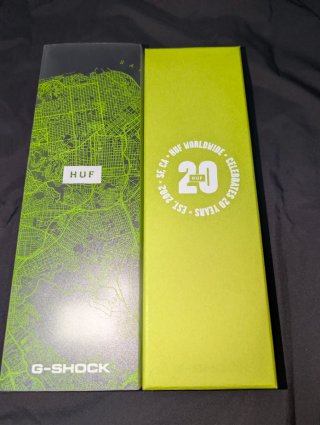 HUF
G-SHOCK
HUF WORLDWIDE • CELEBRATES 20 YEARS • EST. 2002 • SF, CA •
20
HUF